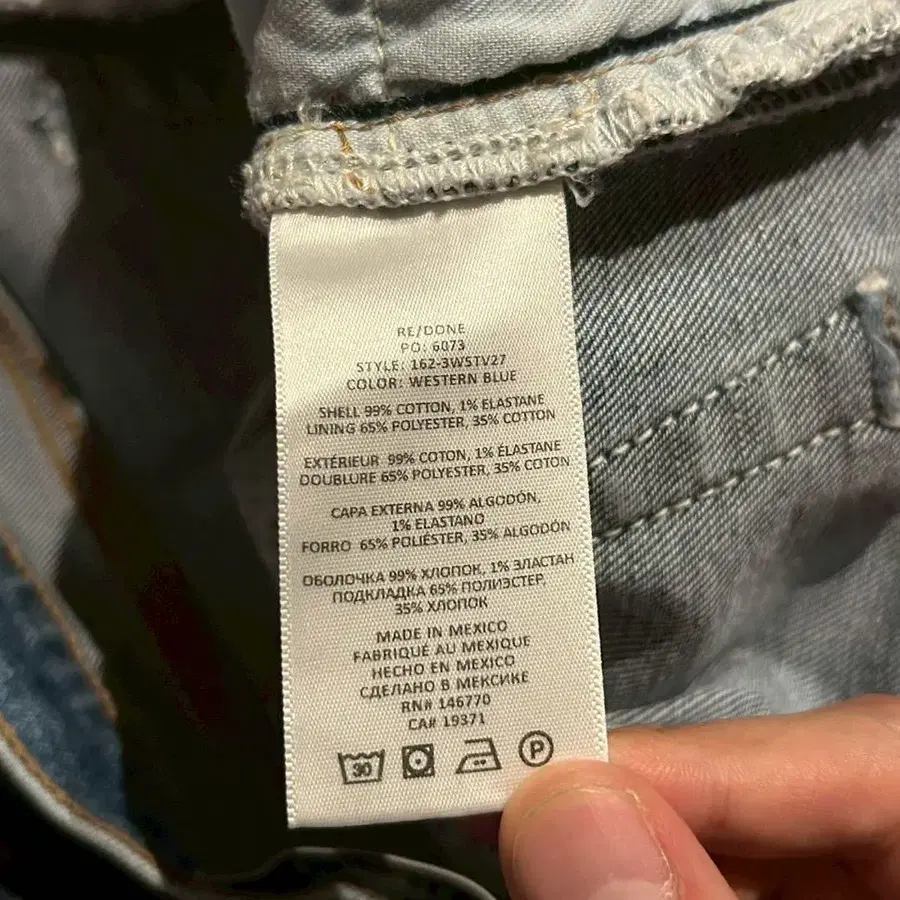 RE/DONE
PO: 6073
STYLE: 162-3WSTV27
COLOR: WESTERN BLUE
SHELL 99% COTTON, 1% ELASTANE
LINING 65% POLYESTER, 35% COTTON
EXTÉRIEUR 99% COTON, 1% ÉLASTANE
DOUBLURE 65% POLYESTER, 35% COTON
CAPA EXTERNA 99% ALGODÓN,
1% ELASTANO
FORRO 65% POLIÉSTER, 35% ALGODÓN
ОБОЛОЧКА 99% ХЛОПОК, 1% ЭЛАСТАН
ПОДКЛАДКА 65% ПОЛИЭСТЕР,
35% ХЛОПОК
MADE IN MEXICO
FABRIQUÉ AU MEXIQUE
HECHO EN MEXICO
СДЕЛАНО В МЕКСИКЕ
RN# 146770
CA# 19371
30 P